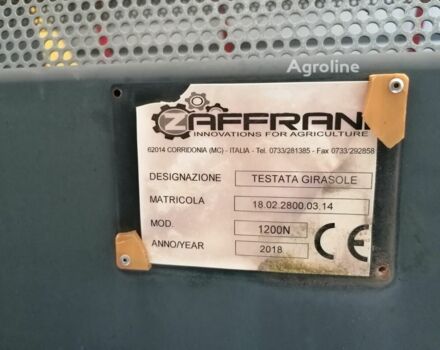 Agroline
ZAFFRANI
INNOVATIONS FOR AGRICULTURE
62014 CORRIDONIA (MC) - ITALIA - Tel. 0733/281385 - Fax 0733/292858
DESIGNAZIONE TESTATA GIRASOLE
MATRICOLA 18.02.2800.03.14
MOD. 1200N
ANNO/YEAR 2018 CE